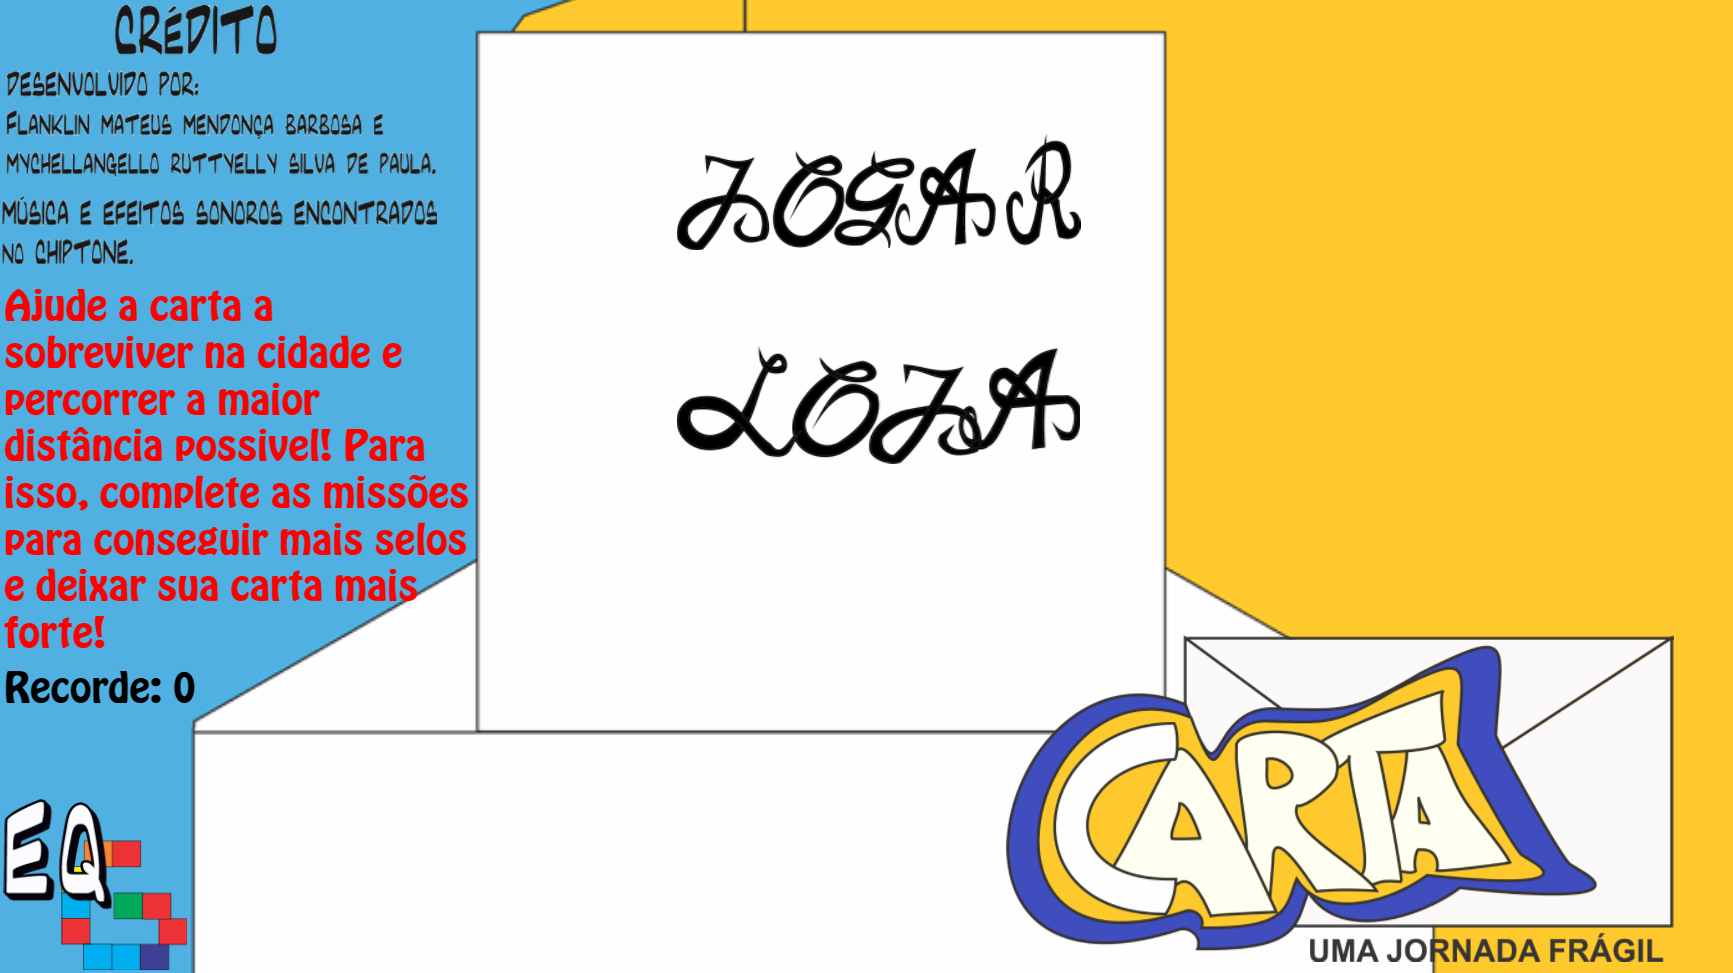 CRÉDITO
DESENVOLVIDO POR:
FLANKLIN MATEUS MENDONÇA BARBOSA E
MYCHELLANGELLO RUTTYELLY SILVA DE PAULA.
MÚSICA E EFEITOS SONOROS ENCONTRADOS
NO CHIPTONE.
Ajude a carta a
sobreviver na cidade e
percorrer a maior
distância possivel! Para
isso, complete as missões
para conseguir mais selos
e deixar sua carta mais
forte!
Recorde: 0
EQ
JOGAR
LOJA
CARTA
UMA JORNADA FRÁGIL